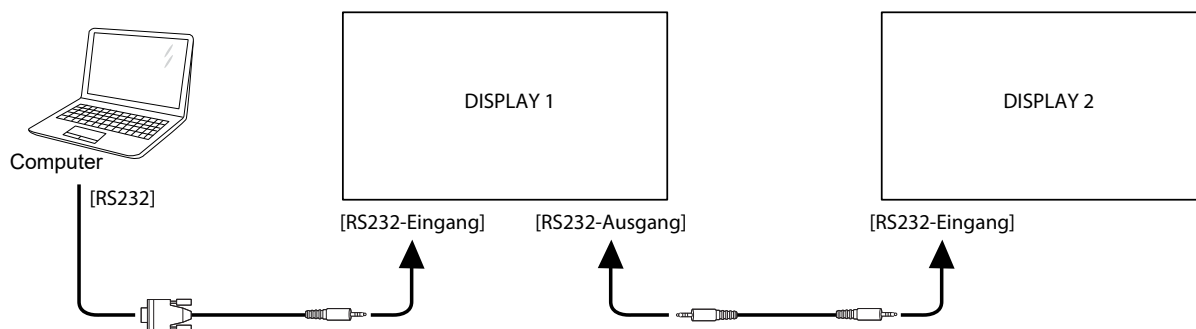 DISPLAY 1
DISPLAY 2
Computer
[RS232]
[RS232-Eingang] [RS232-Ausgang] [RS232-Eingang]